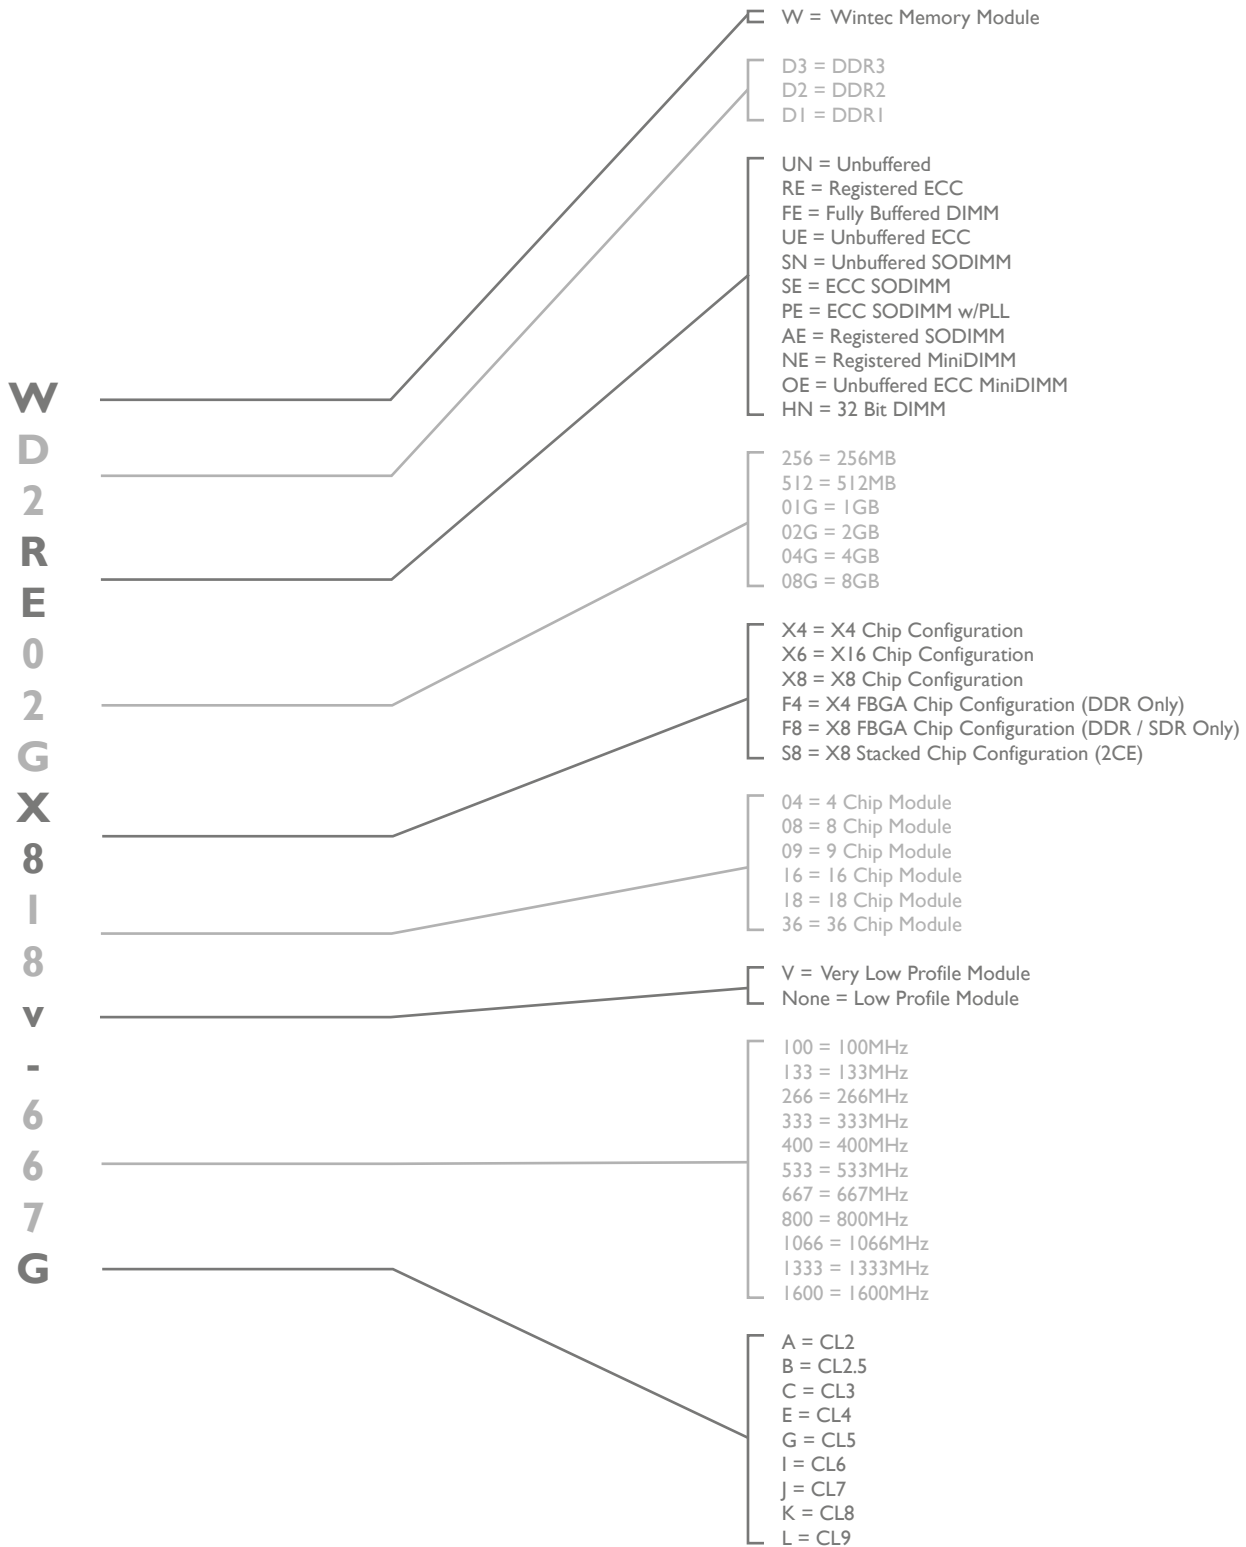 W = Wintec Memory Module
D3 = DDR3
D2 = DDR2
D1 = DDR1
UN = Unbuffered
RE = Registered ECC
FE = Fully Buffered DIMM
UE = Unbuffered ECC
SN = Unbuffered SODIMM
SE = ECC SODIMM
PE = ECC SODIMM w/PLL
AE = Registered SODIMM
NE = Registered MiniDIMM
OE = Unbuffered ECC MiniDIMM
HN = 32 Bit DIMM
256 = 256MB
512 = 512MB
01G = 1GB
02G = 2GB
04G = 4GB
08G = 8GB
X4 = X4 Chip Configuration
X6 = X16 Chip Configuration
X8 = X8 Chip Configuration
F4 = X4 FBGA Chip Configuration (DDR Only)
F8 = X8 FBGA Chip Configuration (DDR / SDR Only)
S8 = X8 Stacked Chip Configuration (2CE)
04 = 4 Chip Module
08 = 8 Chip Module
09 = 9 Chip Module
16 = 16 Chip Module
18 = 18 Chip Module
36 = 36 Chip Module
V = Very Low Profile Module
None = Low Profile Module
100 = 100MHz
133 = 133MHz
266 = 266MHz
333 = 333MHz
400 = 400MHz
533 = 533MHz
667 = 667MHz
800 = 800MHz
1066 = 1066MHz
1333 = 1333MHz
1600 = 1600MHz
A = CL2
B = CL2.5
C = CL3
E = CL4
G = CL5
I = CL6
J = CL7
K = CL8
L = CL9
W
D
2
R
E
0
2
G
X
8
1
8
v
-
6
6
7
G